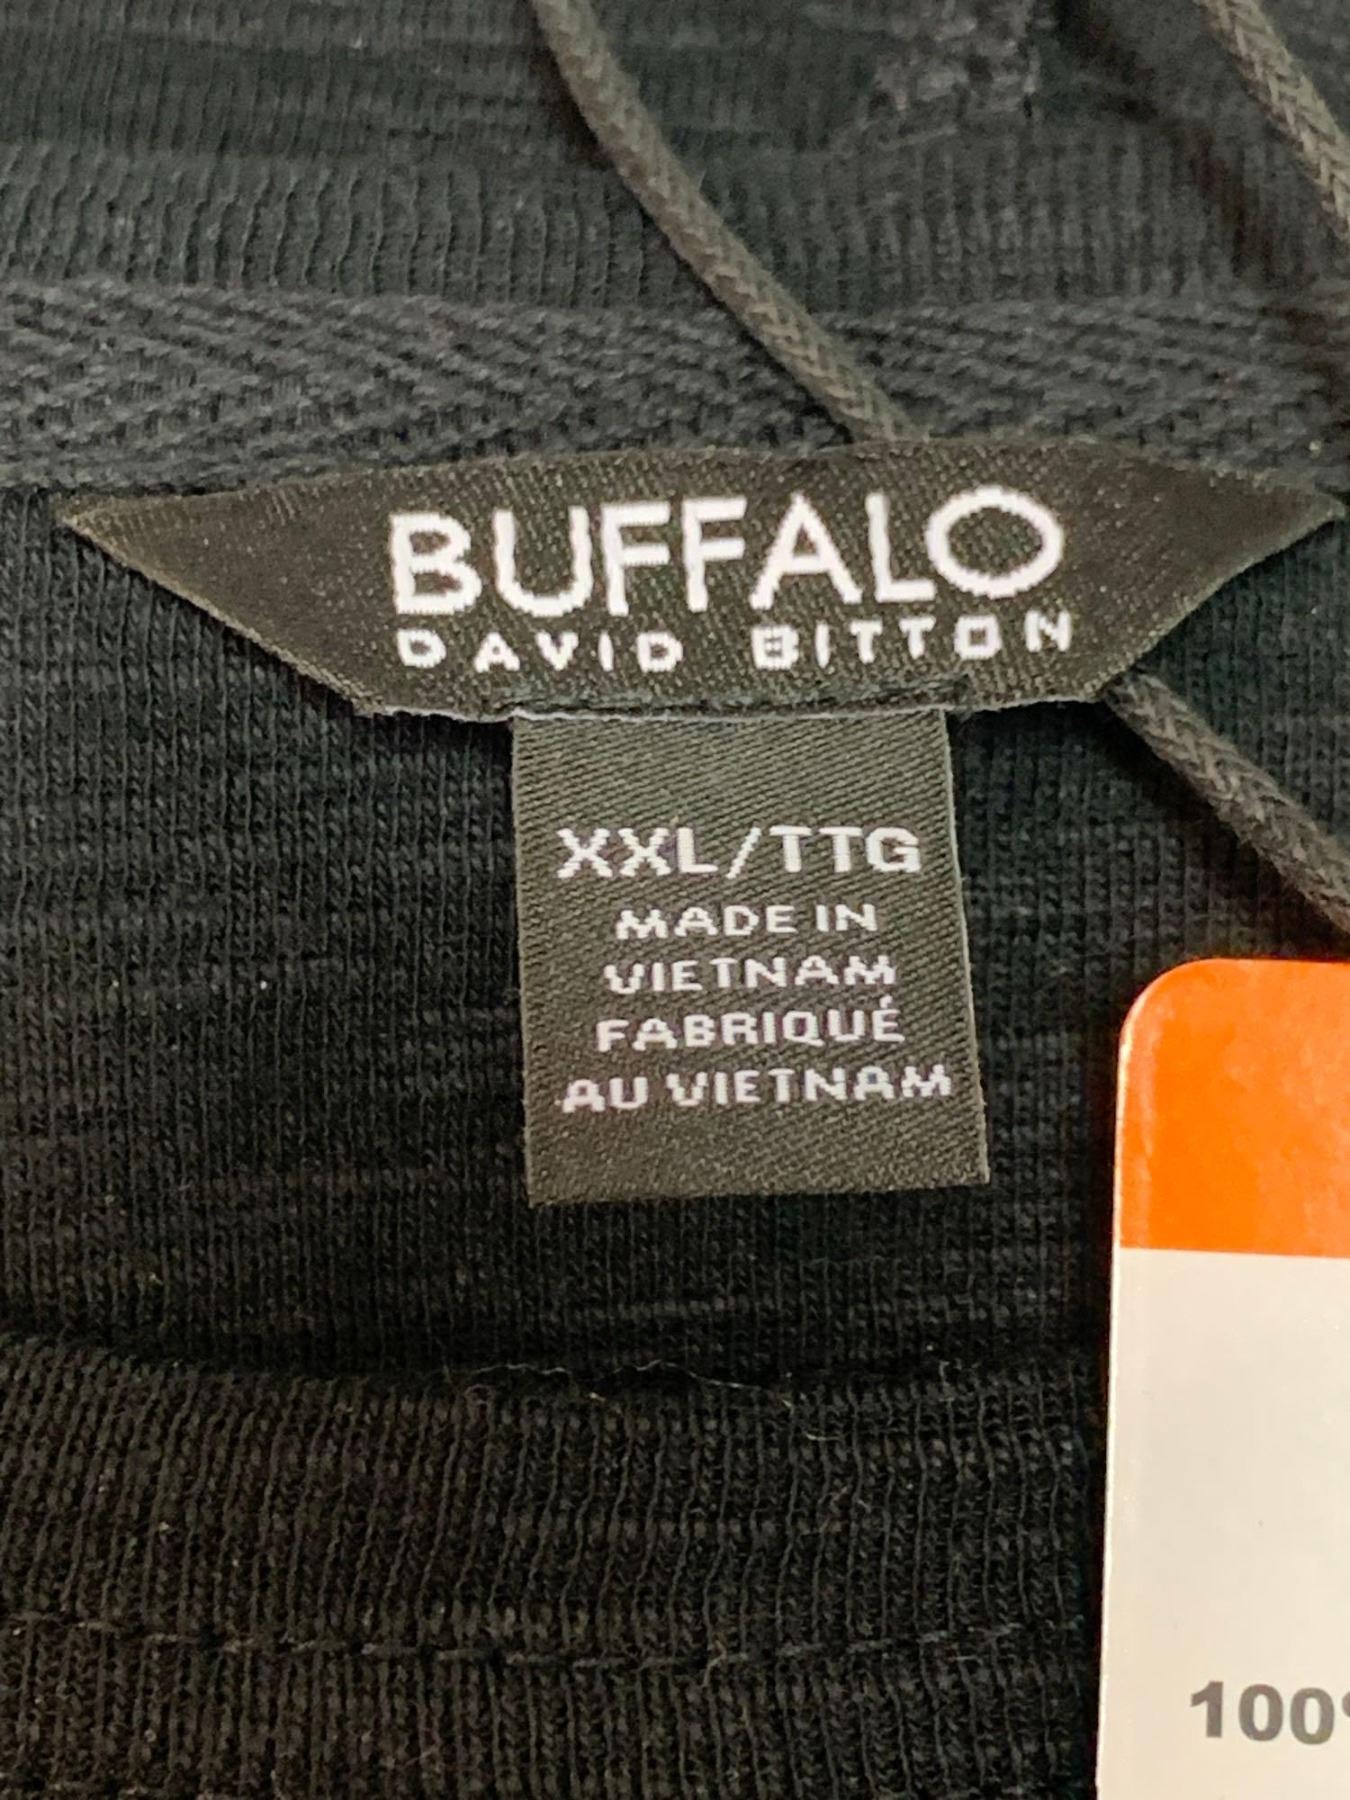 BUFFALO
DAVID BITTON
XXL/TTG
MADE IN
VIETNAM
FABRIQUÉ
AU VIETNAM
100